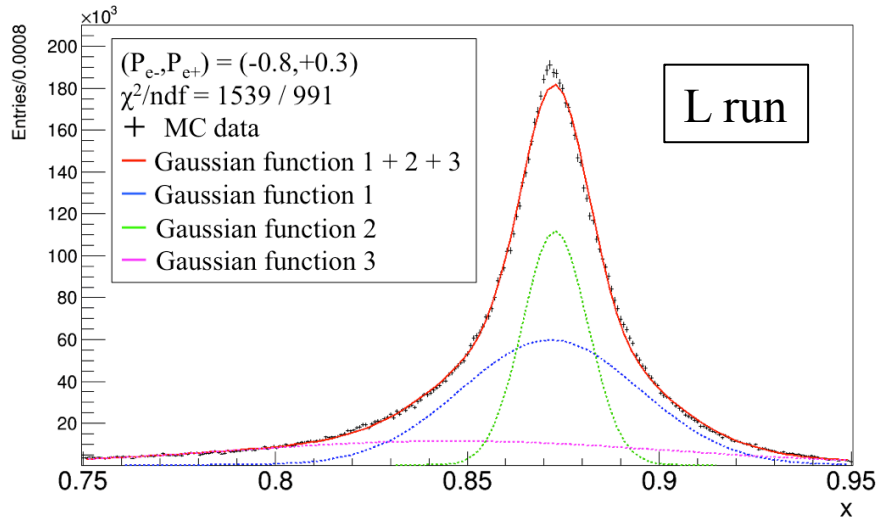 ×10³
Entries/0.0008
200
180
160
140
120
100
80
60
40
20
(P_e-,P_e+) = (-0.8,+0.3)
χ²/ndf = 1539 / 991
MC data
Gaussian function 1 + 2 + 3
Gaussian function 1
Gaussian function 2
Gaussian function 3
L run
0.75 0.8 0.85 0.9 0.95
x